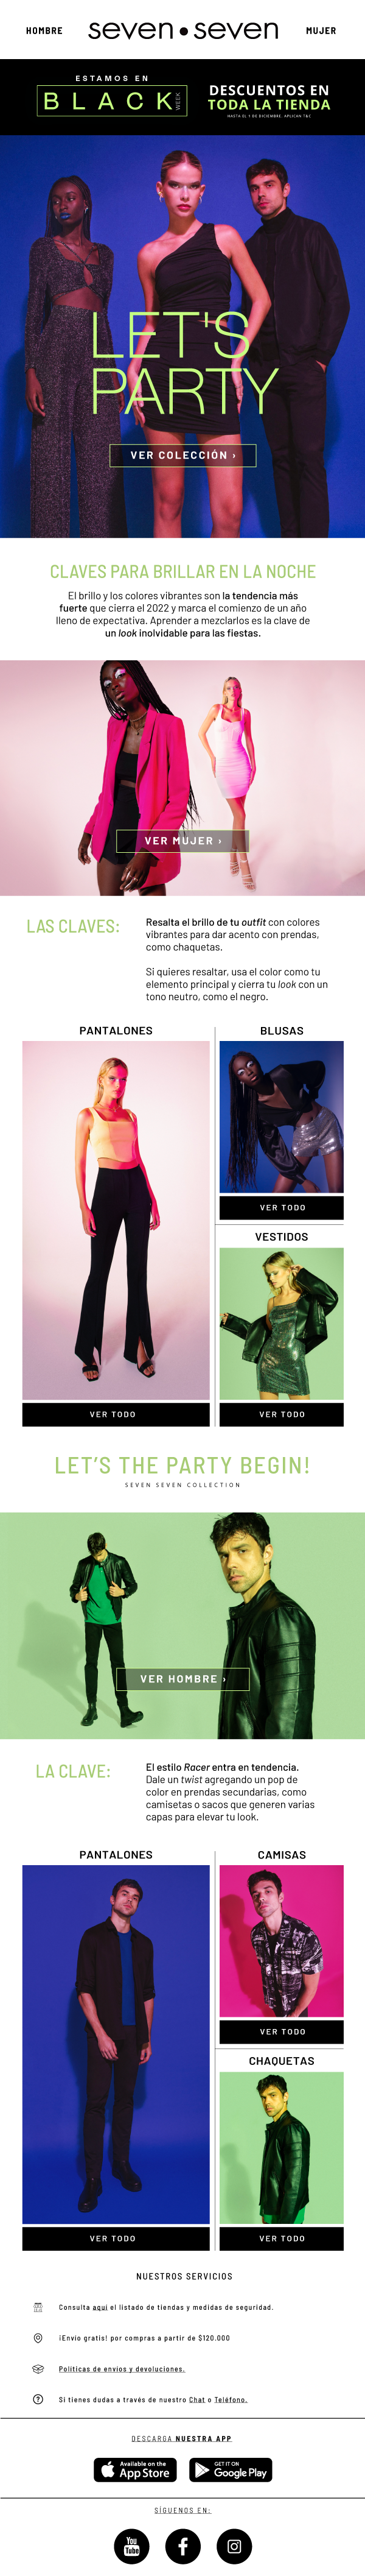 HOMBRE
seven•seven
MUJER
ESTAMOS EN
BLACK WEEK
DESCUENTOS EN
TODA LA TIENDA
HASTA EL 1 DE DICIEMBRE. APLICAN T&C
LET'S
PARTY
VER COLECCIÓN ›
CLAVES PARA BRILLAR EN LA NOCHE
El brillo y los colores vibrantes son la tendencia más
fuerte que cierra el 2022 y marca el comienzo de un año
lleno de expectativa. Aprender a mezclarlos es la clave de
un look inolvidable para las fiestas.
VER MUJER ›
LAS CLAVES:
Resalta el brillo de tu outfit con colores
vibrantes para dar acento con prendas,
como chaquetas.
Si quieres resaltar, usa el color como tu
elemento principal y cierra tu look con un
tono neutro, como el negro.
PANTALONES
VER TODO
BLUSAS
VER TODO
VESTIDOS
VER TODO
LET'S THE PARTY BEGIN!
SEVEN SEVEN COLLECTION
VER HOMBRE ›
LA CLAVE:
El estilo Racer entra en tendencia.
Dale un twist agregando un pop de
color en prendas secundarias, como
camisetas o sacos que generen varias
capas para elevar tu look.
PANTALONES
VER TODO
CAMISAS
VER TODO
CHAQUETAS
VER TODO
NUESTROS SERVICIOS
Consulta aquí el listado de tiendas y medidas de seguridad.
¡Envío gratis! por compras a partir de $120.000
Políticas de envíos y devoluciones.
Si tienes dudas a través de nuestro Chat o Teléfono.
DESCARGA NUESTRA APP
Available on the
App Store
GET IT ON
Google Play
SÍGUENOS EN:
You
Tube